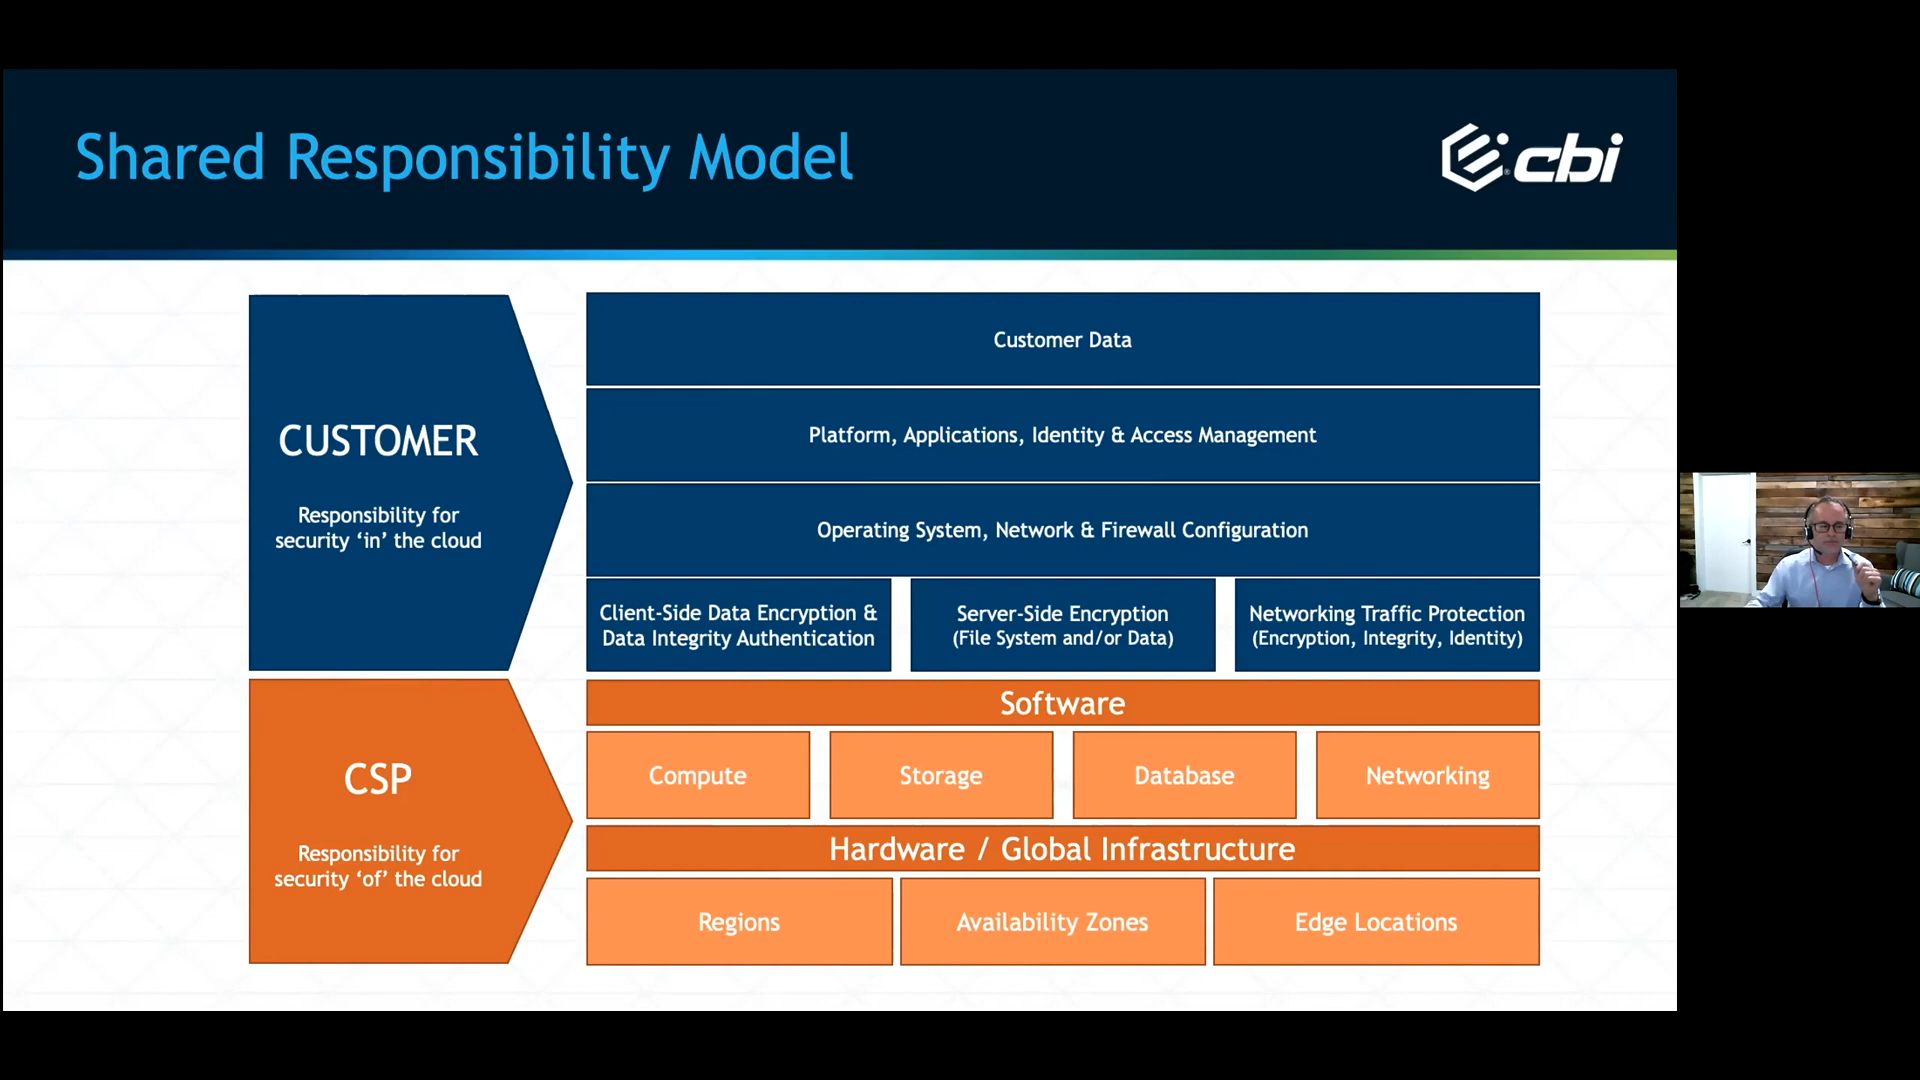 Shared Responsibility Model
cbi
CUSTOMER
Responsibility for
security ‘in’ the cloud
Customer Data
Platform, Applications, Identity & Access Management
Operating System, Network & Firewall Configuration
Client-Side Data Encryption &
Data Integrity Authentication
Server-Side Encryption
(File System and/or Data)
Networking Traffic Protection
(Encryption, Integrity, Identity)
CSP
Responsibility for
security ‘of’ the cloud
Software
Compute
Storage
Database
Networking
Hardware / Global Infrastructure
Regions
Availability Zones
Edge Locations